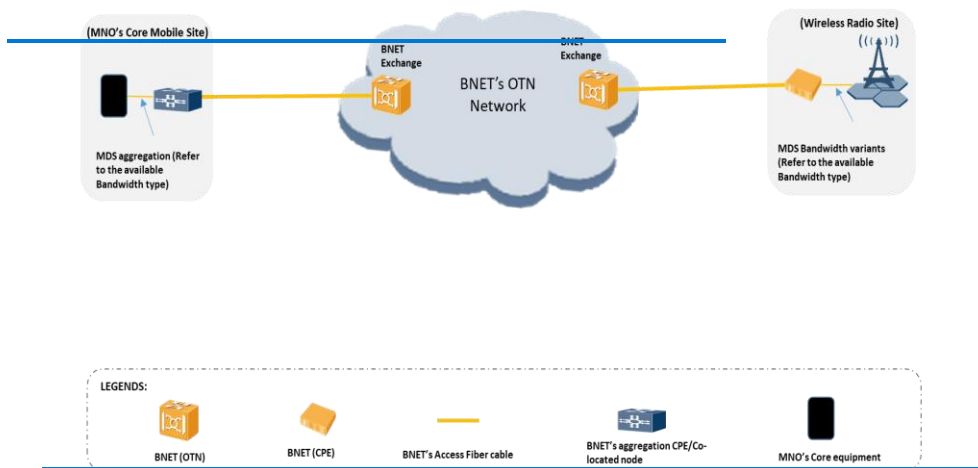 (MNO's Core Mobile Site)
(Wireless Radio Site)
BNET
Exchange
BNET
Exchange
BNET's OTN
Network
MDS aggregation (Refer
to the available
Bandwidth type)
MDS Bandwidth variants
(Refer to the available
Bandwidth type)
LEGENDS:
BNET (OTN)
BNET (CPE)
BNET's Access Fiber cable
BNET's aggregation CPE/Co-
located node
MNO's Core equipment